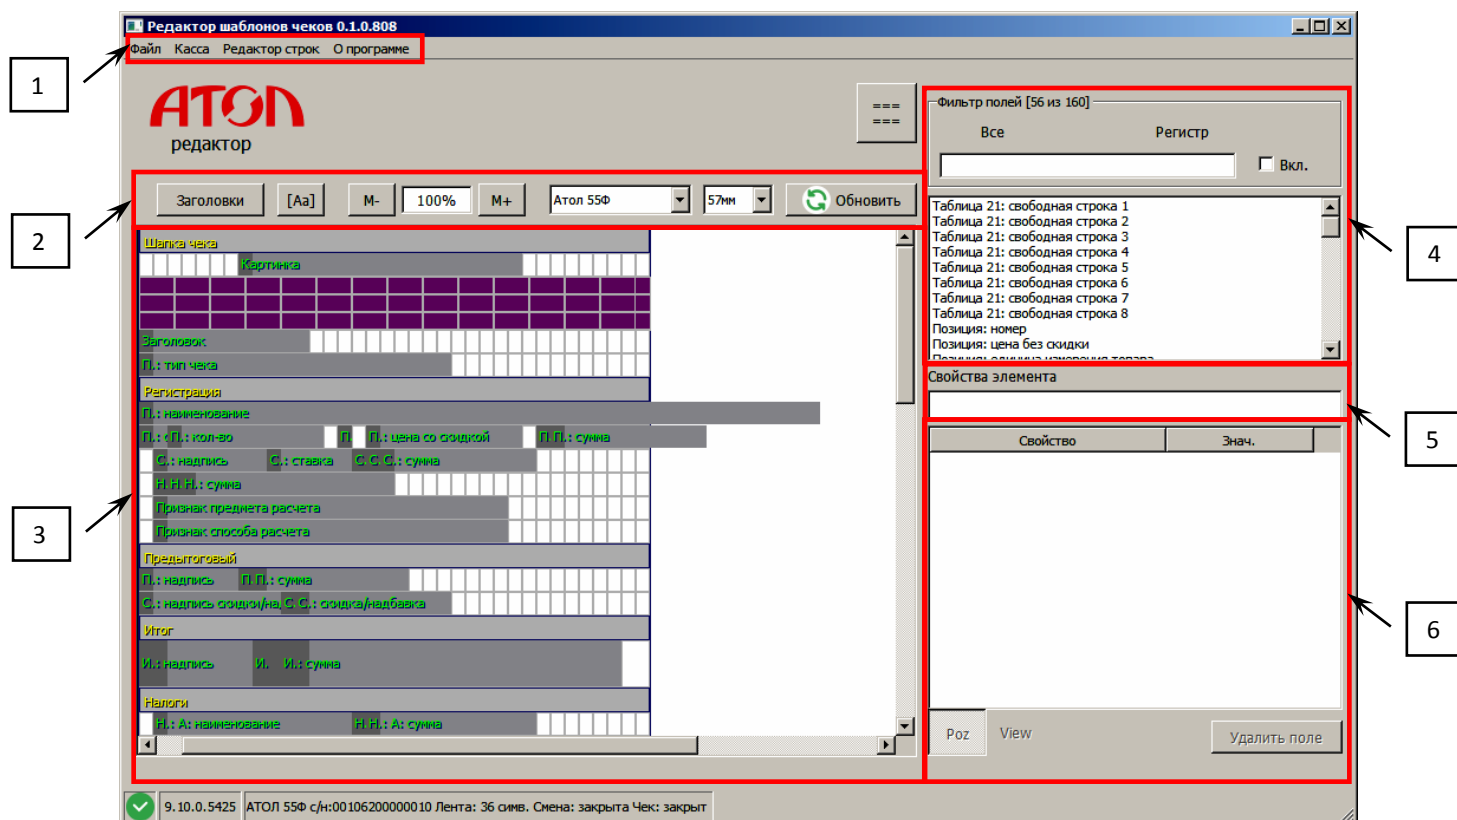 Редактор шаблонов чеков 0.1.0.808
Файл Касса Редактор строк О программе
1
АТОЛ
редактор
===
===
Фильтр полей [56 из 160]
Все Регистр
Вкл.
2
Заголовки [Aa] M- 100% M+ Атол 55Ф 57мм Обновить
Таблица 21: свободная строка 1
Таблица 21: свободная строка 2
Таблица 21: свободная строка 3
Таблица 21: свободная строка 4
Таблица 21: свободная строка 5
Таблица 21: свободная строка 6
Таблица 21: свободная строка 7
Таблица 21: свободная строка 8
Позиция: номер
Позиция: цена без скидки
Позиция: единица измерения товара
4
Шапка чека
Картинка
Заголовок
П.: тип чека
Регистрация
П.: наименование
П.: П.: кол-во П. П.: цена со скидкой П. П.: сумма
С.: надпись С.: ставка С. С. С.: сумма
Н. Н. Н.: сумма
Признак предмета расчета
Признак способа расчета
Предытоговый
П.: надпись П. П.: сумма
С.: надпись скидки/на, С. С.: скидка/надбавка
Итог
И.: надпись И. И.: сумма
Налоги
Н.: А: наименование Н. Н.: А: сумма
3
Свойства элемента
5
Свойство Знач.
6
Poz View Удалить поле
9.10.0.5425 АТОЛ 55Ф с/н:00106200000010 Лента: 36 симв. Смена: закрыта Чек: закрыт